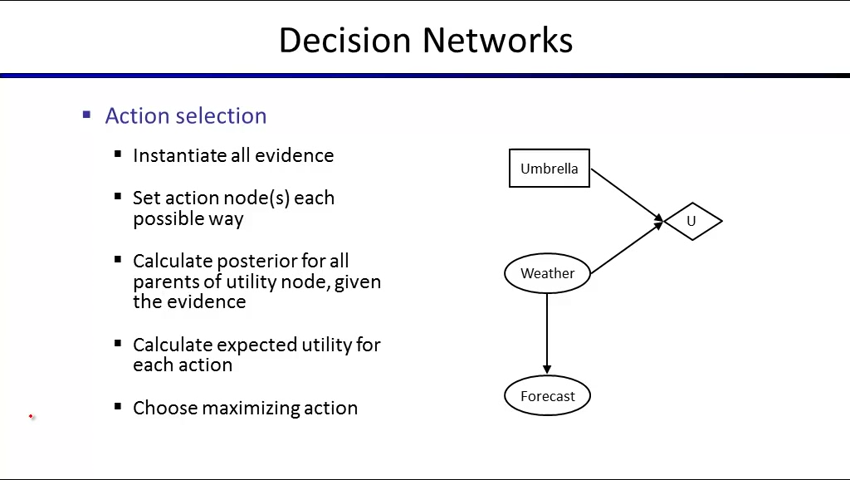 Decision Networks
Action selection
Instantiate all evidence
Set action node(s) each
possible way
Calculate posterior for all
parents of utility node, given
the evidence
Calculate expected utility for
each action
Choose maximizing action
Umbrella
U
Weather
Forecast